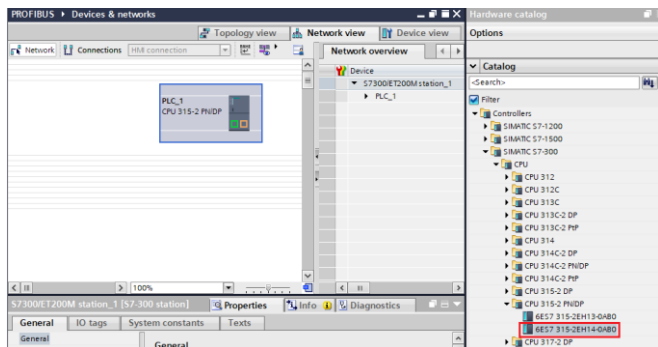 PROFIBUS Devices & networks
Topology view Network view Device view
Network Connections HMI connection
Network overview
Device
S7300/ET200M station_1
PLC_1
PLC_1
CPU 315-2 PN/DP
100%
S7300/ET200M station_1 [S7-300 station]
Properties Info Diagnostics
General IO tags System constants Texts
General
General
Hardware catalog
Options
Catalog
<Search>
Filter
Controllers
SIMATIC S7-1200
SIMATIC S7-1500
SIMATIC S7-300
CPU
CPU 312
CPU 312C
CPU 313C
CPU 313C-2 DP
CPU 313C-2 PtP
CPU 314
CPU 314C-2 DP
CPU 314C-2 PN/DP
CPU 314C-2 PtP
CPU 315-2 DP
CPU 315-2 PN/DP
6ES7 315-2EH13-0AB0
6ES7 315-2EH14-0AB0
CPU 317-2 DP